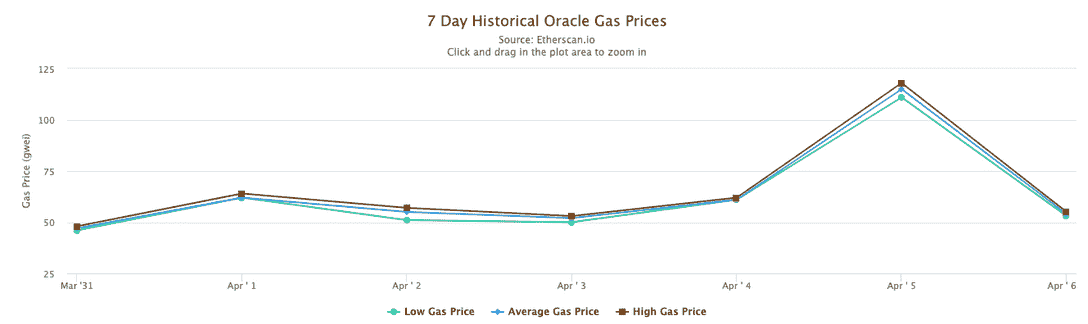 7 Day Historical Oracle Gas Prices
Source: Etherscan.io
Click and drag in the plot area to zoom in
Gas Price (gwei)
125
100
75
50
25
Mar '31
Apr ' 1
Apr ' 2
Apr ' 3
Apr ' 4
Apr ' 5
Apr ' 6
Low Gas Price
Average Gas Price
High Gas Price